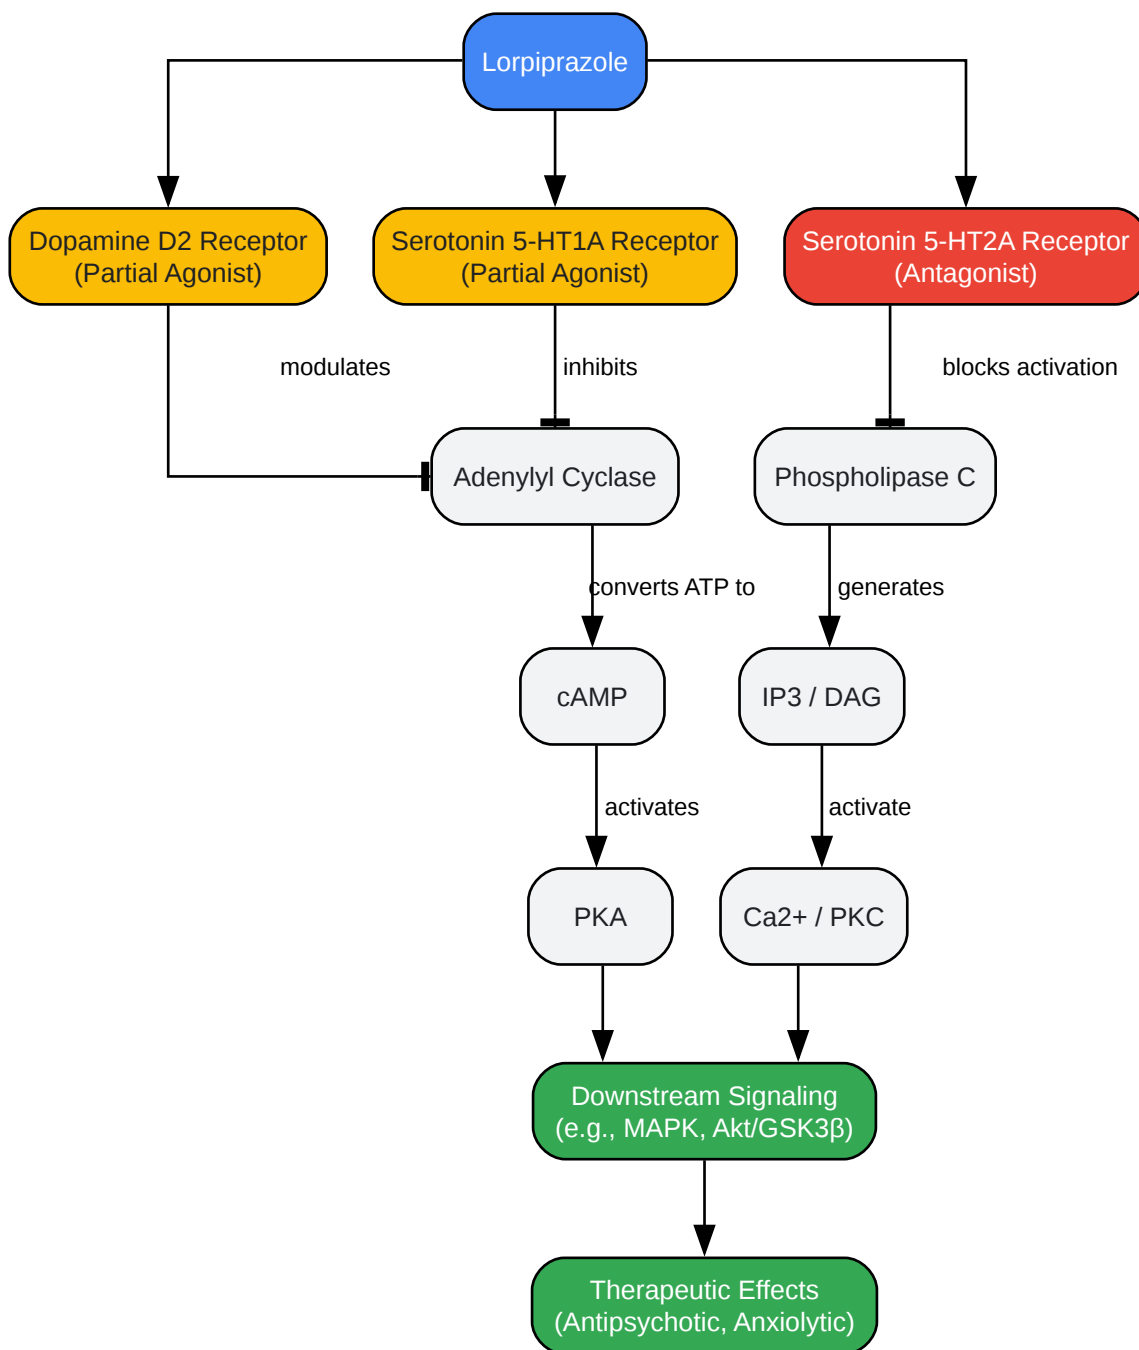 Lorpiprazole
Dopamine D2 Receptor
(Partial Agonist)
Serotonin 5-HT1A Receptor
(Partial Agonist)
Serotonin 5-HT2A Receptor
(Antagonist)
modulates
inhibits
blocks activation
Adenylyl Cyclase
Phospholipase C
converts ATP to
generates
cAMP
IP3 / DAG
activates
activate
PKA
Ca2+ / PKC
Downstream Signaling
(e.g., MAPK, Akt/GSK3β)
Therapeutic Effects
(Antipsychotic, Anxiolytic)